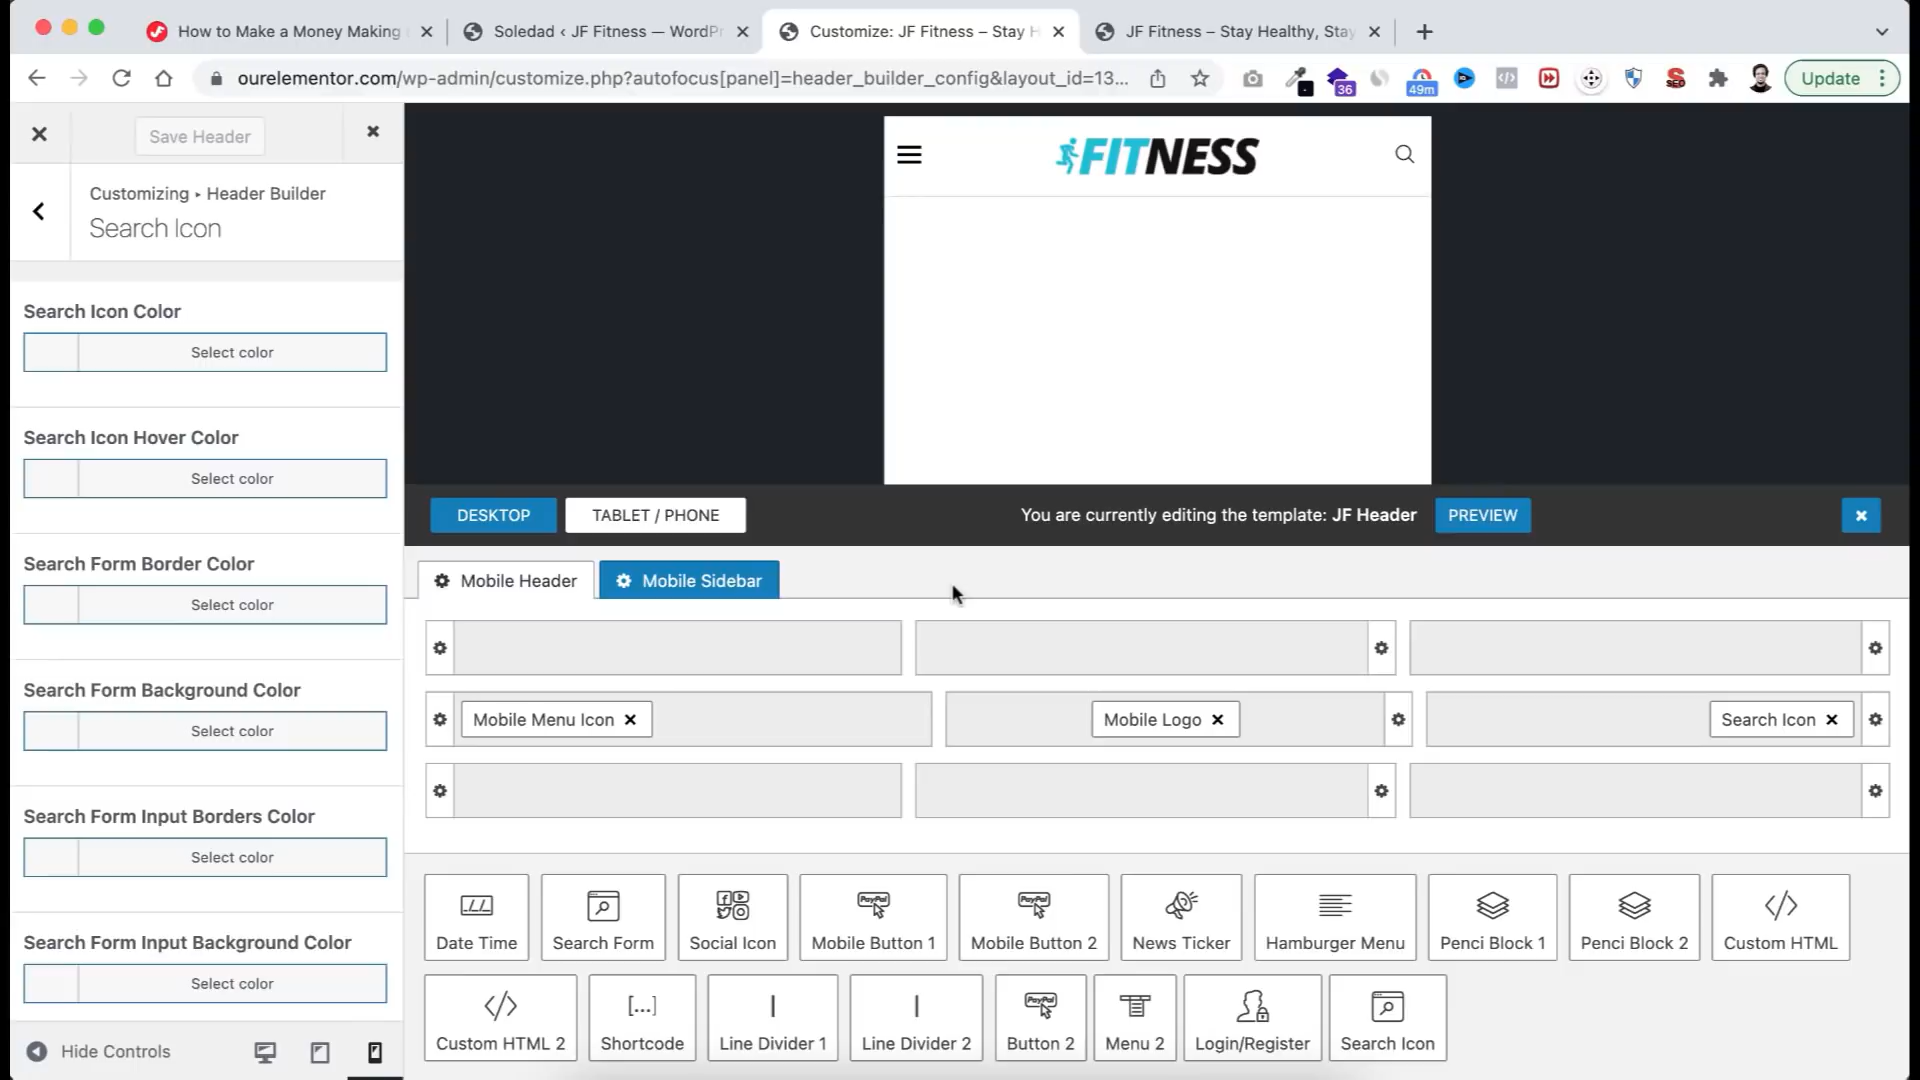 How to Make a Money Making
Soledad ‹ JF Fitness — WordPr
Customize: JF Fitness – Stay H
JF Fitness – Stay Healthy, Stay
ourelementor.com/wp-admin/customize.php?autofocus[panel]=header_builder_config&layout_id=13...
36
49m
SEO
Update
Save Header
Customizing ▸ Header Builder
Search Icon
Search Icon Color
Select color
Search Icon Hover Color
Select color
Search Form Border Color
Select color
Search Form Background Color
Select color
Search Form Input Borders Color
Select color
Search Form Input Background Color
Select color
Hide Controls
FITNESS
DESKTOP
TABLET / PHONE
You are currently editing the template: JF Header
PREVIEW
Mobile Header
Mobile Sidebar
Mobile Menu Icon
Mobile Logo
Search Icon
Date Time
Search Form
Social Icon
PayPal
Mobile Button 1
PayPal
Mobile Button 2
News Ticker
Hamburger Menu
Penci Block 1
Penci Block 2
Custom HTML
Custom HTML 2
[...]
Shortcode
Line Divider 1
Line Divider 2
PayPal
Button 2
Menu 2
Login/Register
Search Icon